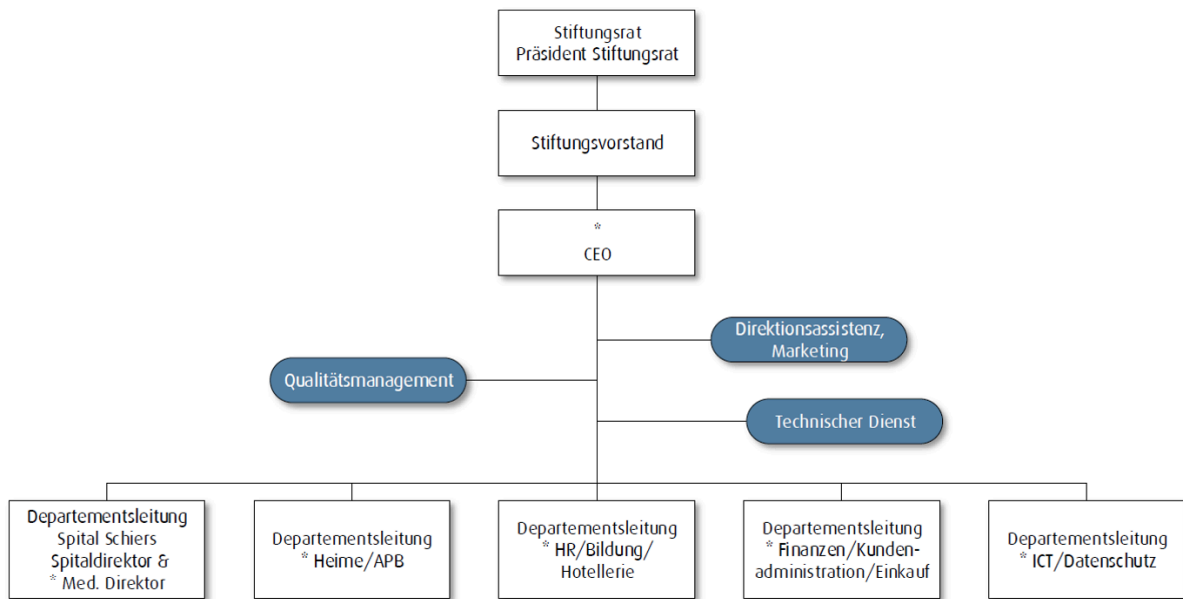 Stiftungsrat
Präsident Stiftungsrat
Stiftungsvorstand
*
CEO
Direktionsassistenz,
Marketing
Qualitätsmanagement
Technischer Dienst
Departementsleitung
Spital Schiers
Spitaldirektor &
* Med. Direktor
Departementsleitung
* Heime/APB
Departementsleitung
* HR/Bildung/
Hotellerie
Departementsleitung
* Finanzen/Kunden-
administration/Einkauf
Departementsleitung
* ICT/Datenschutz